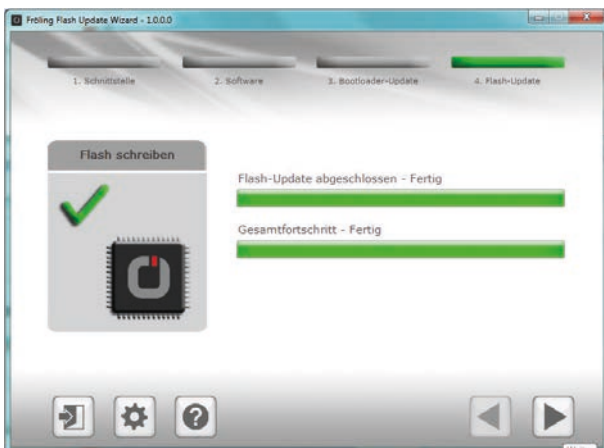 Fröling Flash Update Wizard - 1.0.0.0
1. Schnittstelle
2. Software
3. Bootloader-Update
4. Flash-Update
Flash schreiben
Flash-Update abgeschlossen - Fertig
Gesamtfortschritt - Fertig